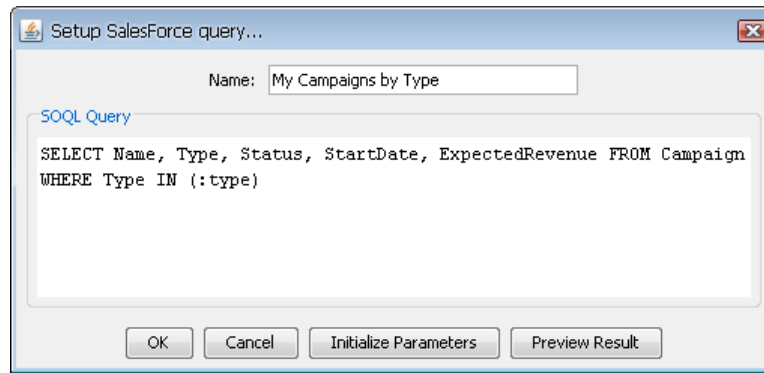 Setup SalesForce query...
Name: My Campaigns by Type
SOQL Query
SELECT Name, Type, Status, StartDate, ExpectedRevenue FROM Campaign
WHERE Type IN (:type)
OK Cancel Initialize Parameters Preview Result